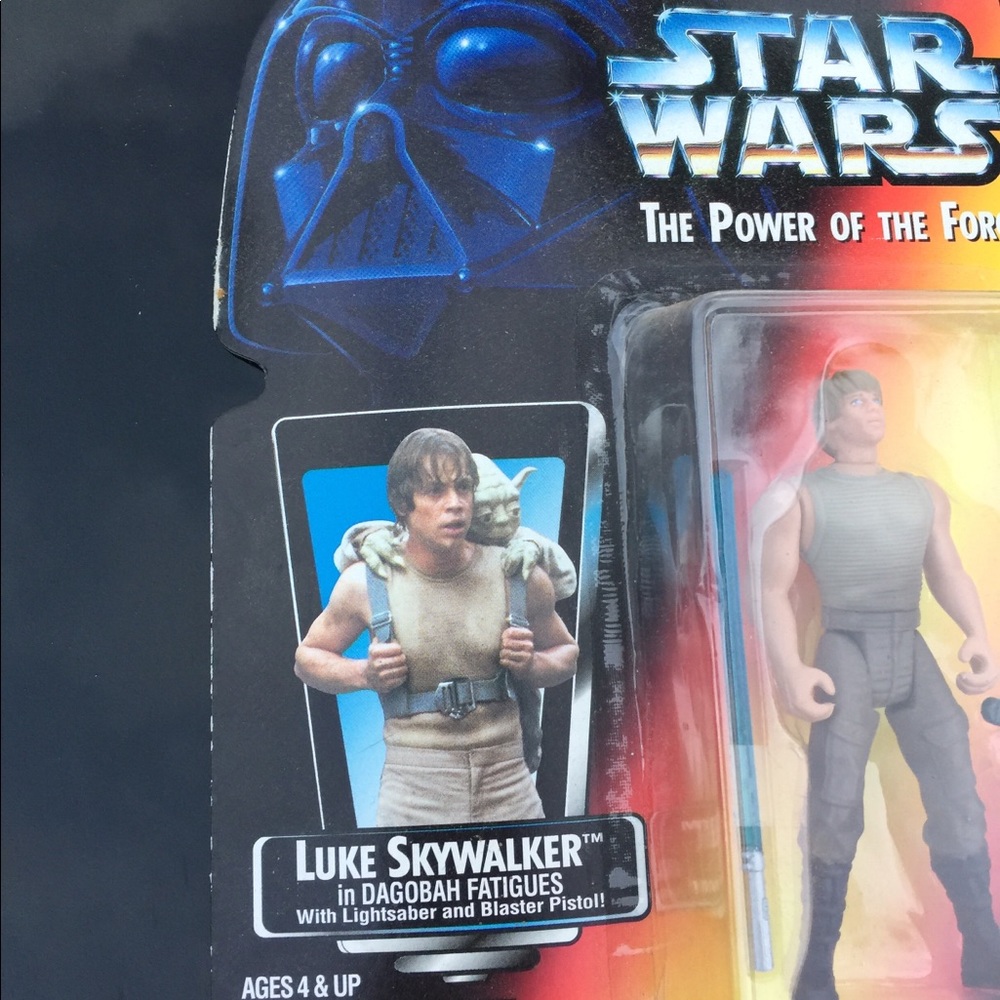 STAR
WARS
THE POWER OF THE FORC
LUKE SKYWALKER™
in DAGOBAH FATIGUES
With Lightsaber and Blaster Pistol!
AGES 4 & UP